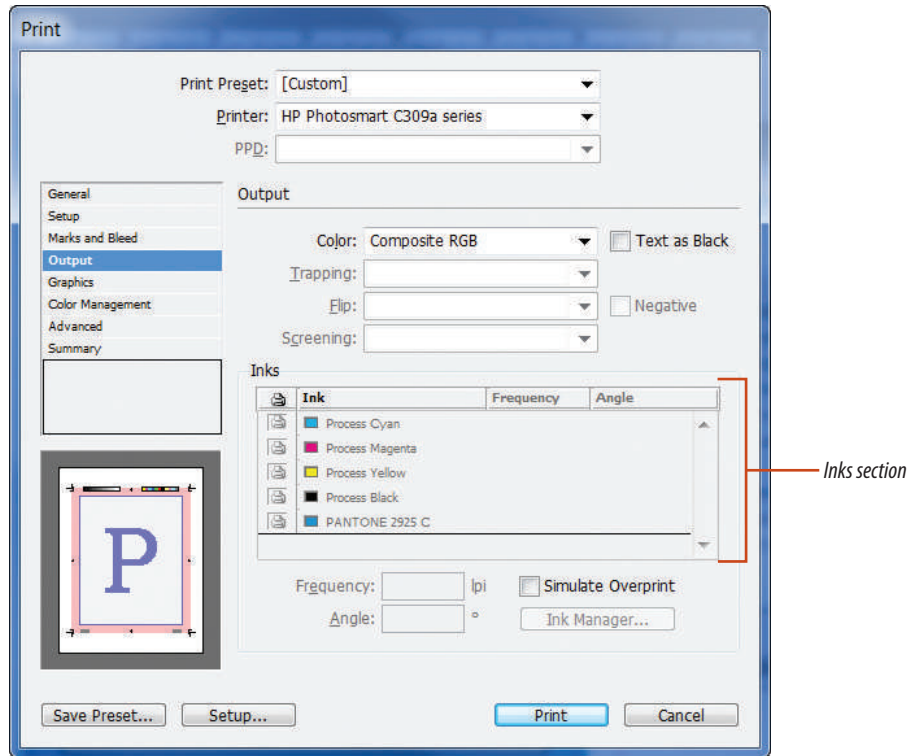 Print
Print Preset: [Custom]
Printer: HP Photosmart C309a series
PPD:
General
Setup
Marks and Bleed
Output
Graphics
Color Management
Advanced
Summary
Output
Color: Composite RGB Text as Black
Trapping:
Flip: Negative
Screening:
Inks
Ink Frequency Angle
Process Cyan
Process Magenta
Process Yellow
Process Black
PANTONE 2925 C
Inks section
P
Frequency: lpi Simulate Overprint
Angle: ° Ink Manager...
Save Preset... Setup... Print Cancel